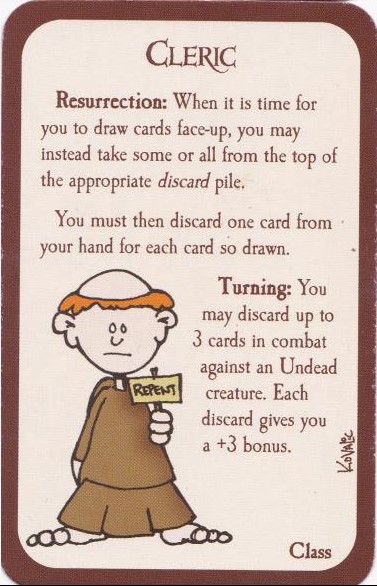 CLERIC
Resurrection: When it is time for
you to draw cards face-up, you may
instead take some or all from the top of
the appropriate discard pile.
You must then discard one card from
your hand for each card so drawn.
Turning: You
may discard up to
3 cards in combat
against an Undead
creature. Each
discard gives you
a +3 bonus.
REPENT
KOVALIC
Class